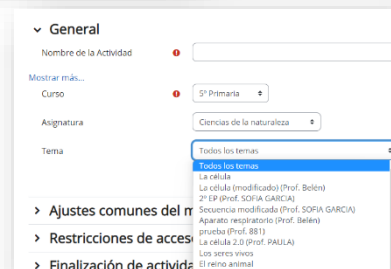 General
Nombre de la Actividad
Mostrar más...
Curso 5º Primaria
Asignatura Ciencias de la naturaleza
Tema Todos los temas
Todos los temas
La célula
La célula (modificado) (Prof. Belén)
2º EP (Prof. SOFIA GARCIA)
Secuencia modificada (Prof. SOFIA GARCIA)
Aparato respiratorio (Prof. Belén)
prueba (Prof. 881)
La célula 2.0 (Prof. PAULA)
Los seres vivos
El reino animal
Ajustes comunes del m
Restricciones de acceso
Finalización de activida